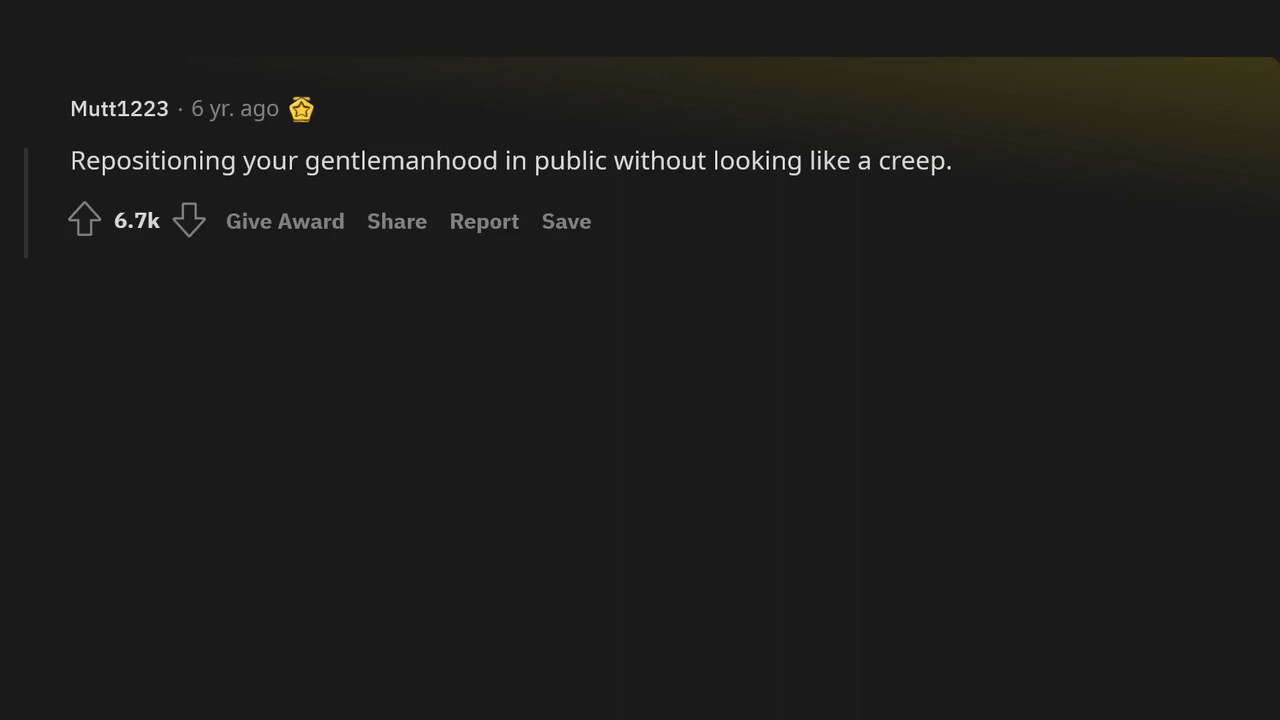 Mutt1223 · 6 yr. ago
Repositioning your gentlemanhood in public without looking like a creep.
6.7k Give Award Share Report Save